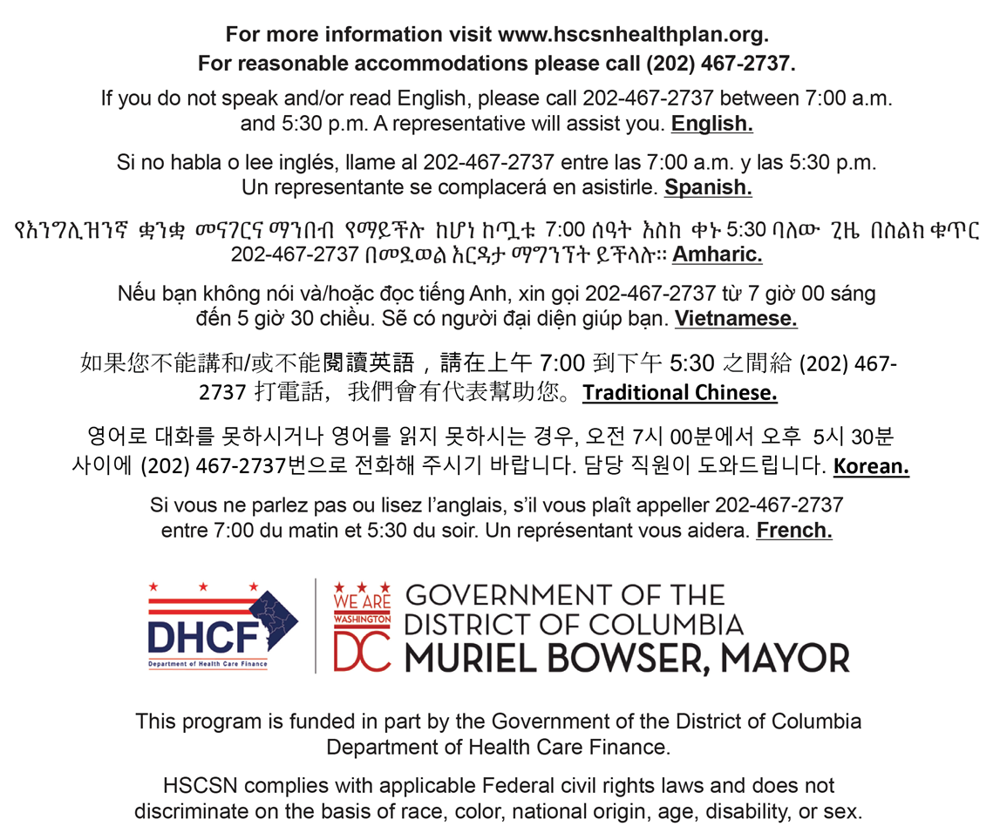 For more information visit www.hscsnhealthplan.org.
For reasonable accommodations please call (202) 467-2737.
If you do not speak and/or read English, please call 202-467-2737 between 7:00 a.m.
and 5:30 p.m. A representative will assist you. English.
Si no habla o lee inglés, llame al 202-467-2737 entre las 7:00 a.m. y las 5:30 p.m.
Un representante se complacerá en asistirle. Spanish.
የእንግሊዝንኛ ቋንቋ መናገርና ማንበብ የማይችሉ ከሆነ ከጧቱ 7:00 ሰዓት እስከ ቀኑ 5:30 ባለው ጊዜ በስልክ ቁጥር
202-467-2737 በመደወል እርዳታ ማግንኘት ይችላሉ። Amharic.
Nếu bạn không nói và/hoặc đọc tiếng Anh, xin gọi 202-467-2737 từ 7 giờ 00 sáng
đến 5 giờ 30 chiều. Sẽ có người đại diện giúp bạn. Vietnamese.
如果您不能講和/或不能閱讀英語，請在上午 7:00 到下午 5:30 之間給 (202) 467-
2737 打電話，我們會有代表幫助您。Traditional Chinese.
영어로 대화를 못하시거나 영어를 읽지 못하시는 경우, 오전 7시 00분에서 오후 5시 30분
사이에 (202) 467-2737번으로 전화해 주시기 바랍니다. 담당 직원이 도와드립니다. Korean.
Si vous ne parlez pas ou lisez l’anglais, s’il vous plaît appeller 202-467-2737
entre 7:00 du matin et 5:30 du soir. Un représentant vous aidera. French.
DHCF
Department of Health Care Finance
WE ARE
WASHINGTON
DC
GOVERNMENT OF THE
DISTRICT OF COLUMBIA
MURIEL BOWSER, MAYOR
This program is funded in part by the Government of the District of Columbia
Department of Health Care Finance.
HSCSN complies with applicable Federal civil rights laws and does not
discriminate on the basis of race, color, national origin, age, disability, or sex.